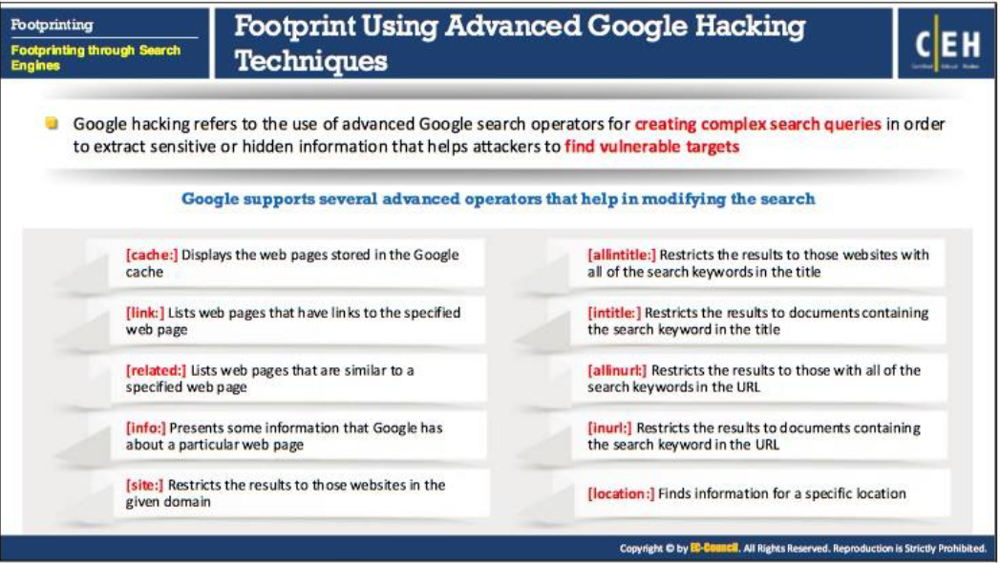 Footprinting
Footprinting through Search
Engines
Footprint Using Advanced Google Hacking
Techniques
CEH
Google hacking refers to the use of advanced Google search operators for creating complex search queries in order
to extract sensitive or hidden information that helps attackers to find vulnerable targets
Google supports several advanced operators that help in modifying the search
[cache:] Displays the web pages stored in the Google
cache
[link:] Lists web pages that have links to the specified
web page
[related:] Lists web pages that are similar to a
specified web page
[info:] Presents some information that Google has
about a particular web page
[site:] Restricts the results to those websites in the
given domain
[allintitle:] Restricts the results to those websites with
all of the search keywords in the title
[intitle:] Restricts the results to documents containing
the search keyword in the title
[allinurl:] Restricts the results to those with all of the
search keywords in the URL
[inurl:] Restricts the results to documents containing
the search keyword in the URL
[location:] Finds information for a specific location
Copyright © by EC-Council. All Rights Reserved. Reproduction is Strictly Prohibited.